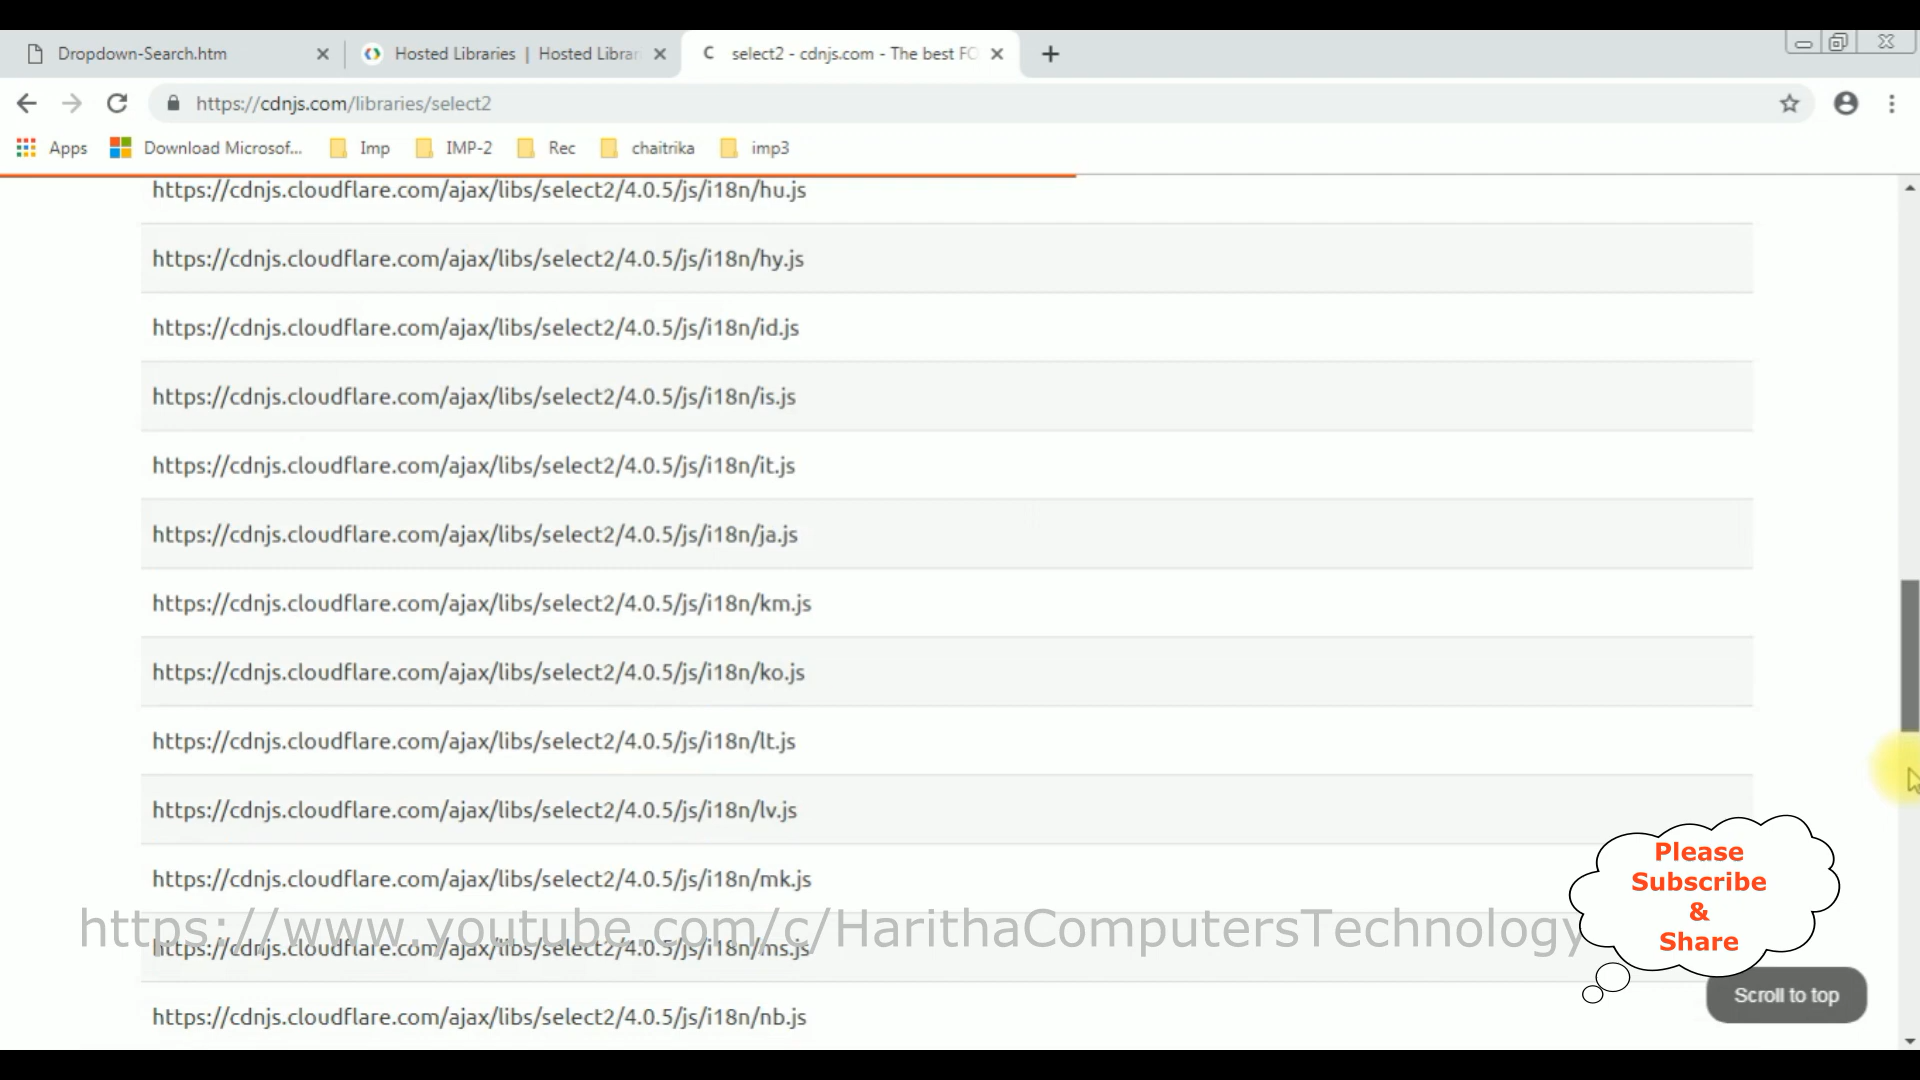 Dropdown-Search.htm
Hosted Libraries | Hosted Librar
C select2 - cdnjs.com - The best FO
https://cdnjs.com/libraries/select2
Apps
Download Microsof...
Imp
IMP-2
Rec
chaitrika
imp3
https://cdnjs.cloudflare.com/ajax/libs/select2/4.0.5/js/i18n/hu.js
https://cdnjs.cloudflare.com/ajax/libs/select2/4.0.5/js/i18n/hy.js
https://cdnjs.cloudflare.com/ajax/libs/select2/4.0.5/js/i18n/id.js
https://cdnjs.cloudflare.com/ajax/libs/select2/4.0.5/js/i18n/is.js
https://cdnjs.cloudflare.com/ajax/libs/select2/4.0.5/js/i18n/it.js
https://cdnjs.cloudflare.com/ajax/libs/select2/4.0.5/js/i18n/ja.js
https://cdnjs.cloudflare.com/ajax/libs/select2/4.0.5/js/i18n/km.js
https://cdnjs.cloudflare.com/ajax/libs/select2/4.0.5/js/i18n/ko.js
https://cdnjs.cloudflare.com/ajax/libs/select2/4.0.5/js/i18n/lt.js
https://cdnjs.cloudflare.com/ajax/libs/select2/4.0.5/js/i18n/lv.js
https://cdnjs.cloudflare.com/ajax/libs/select2/4.0.5/js/i18n/mk.js
https://www.youtube.com/c/HarithaComputersTechnology
https://cdnjs.cloudflare.com/ajax/libs/select2/4.0.5/js/i18n/ms.js
https://cdnjs.cloudflare.com/ajax/libs/select2/4.0.5/js/i18n/nb.js
Please
Subscribe
&
Share
Scroll to top